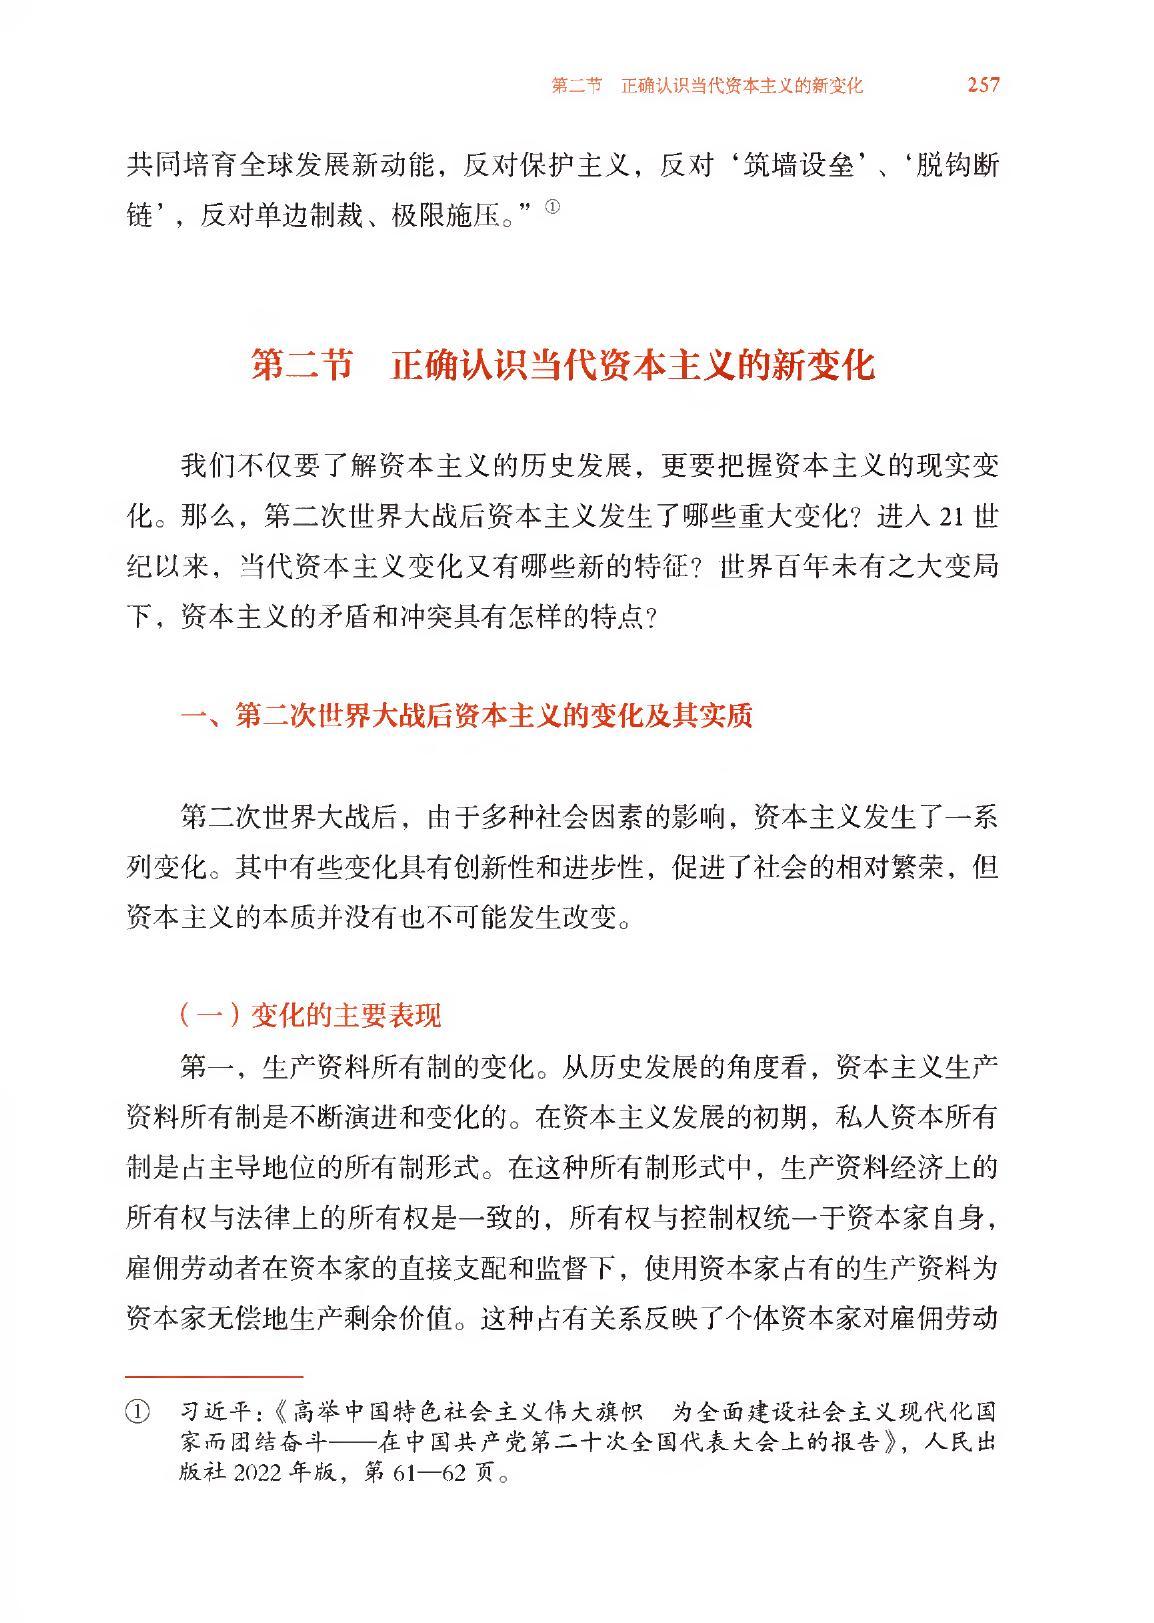 第二节 正确认识当代资本主义的新变化 257
共同培育全球发展新动能，反对保护主义，反对‘筑墙设垒’、‘脱钩断
链’，反对单边制裁、极限施压。”①
第二节 正确认识当代资本主义的新变化
我们不仅要了解资本主义的历史发展，更要把握资本主义的现实变
化。那么，第二次世界大战后资本主义发生了哪些重大变化？进入 21 世
纪以来，当代资本主义变化又有哪些新的特征？世界百年未有之大变局
下，资本主义的矛盾和冲突具有怎样的特点？
一、第二次世界大战后资本主义的变化及其实质
第二次世界大战后，由于多种社会因素的影响，资本主义发生了一系
列变化。其中有些变化具有创新性和进步性，促进了社会的相对繁荣，但
资本主义的本质并没有也不可能发生改变。
（一）变化的主要表现
第一，生产资料所有制的变化。从历史发展的角度看，资本主义生产
资料所有制是不断演进和变化的。在资本主义发展的初期，私人资本所有
制是占主导地位的所有制形式。在这种所有制形式中，生产资料经济上的
所有权与法律上的所有权是一致的，所有权与控制权统一于资本家自身，
雇佣劳动者在资本家的直接支配和监督下，使用资本家占有的生产资料为
资本家无偿地生产剩余价值。这种占有关系反映了个体资本家对雇佣劳动
① 习近平：《高举中国特色社会主义伟大旗帜 为全面建设社会主义现代化国
家而团结奋斗——在中国共产党第二十次全国代表大会上的报告》，人民出
版社 2022 年版，第 61—62 页。